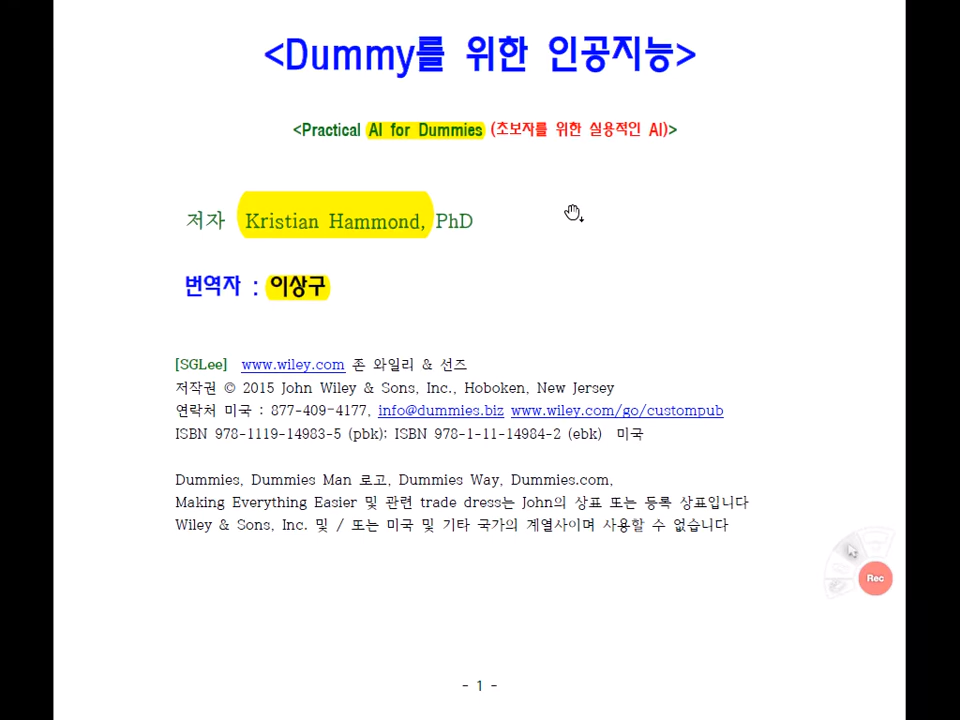 <Dummy를 위한 인공지능>
<Practical AI for Dummies (초보자를 위한 실용적인 AI)>
저자 Kristian Hammond, PhD
번역자 : 이상구
[SGLee] www.wiley.com 존 와일리 & 선즈
저작권 © 2015 John Wiley & Sons, Inc., Hoboken, New Jersey
연락처 미국 : 877-409-4177, info@dummies.biz www.wiley.com/go/custompub
ISBN 978-1119-14983-5 (pbk); ISBN 978-1-11-14984-2 (ebk) 미국
Dummies, Dummies Man 로고, Dummies Way, Dummies.com,
Making Everything Easier 및 관련 trade dress는 John의 상표 또는 등록 상표입니다
Wiley & Sons, Inc. 및 / 또는 미국 및 기타 국가의 계열사이며 사용할 수 없습니다
Rec
- 1 -